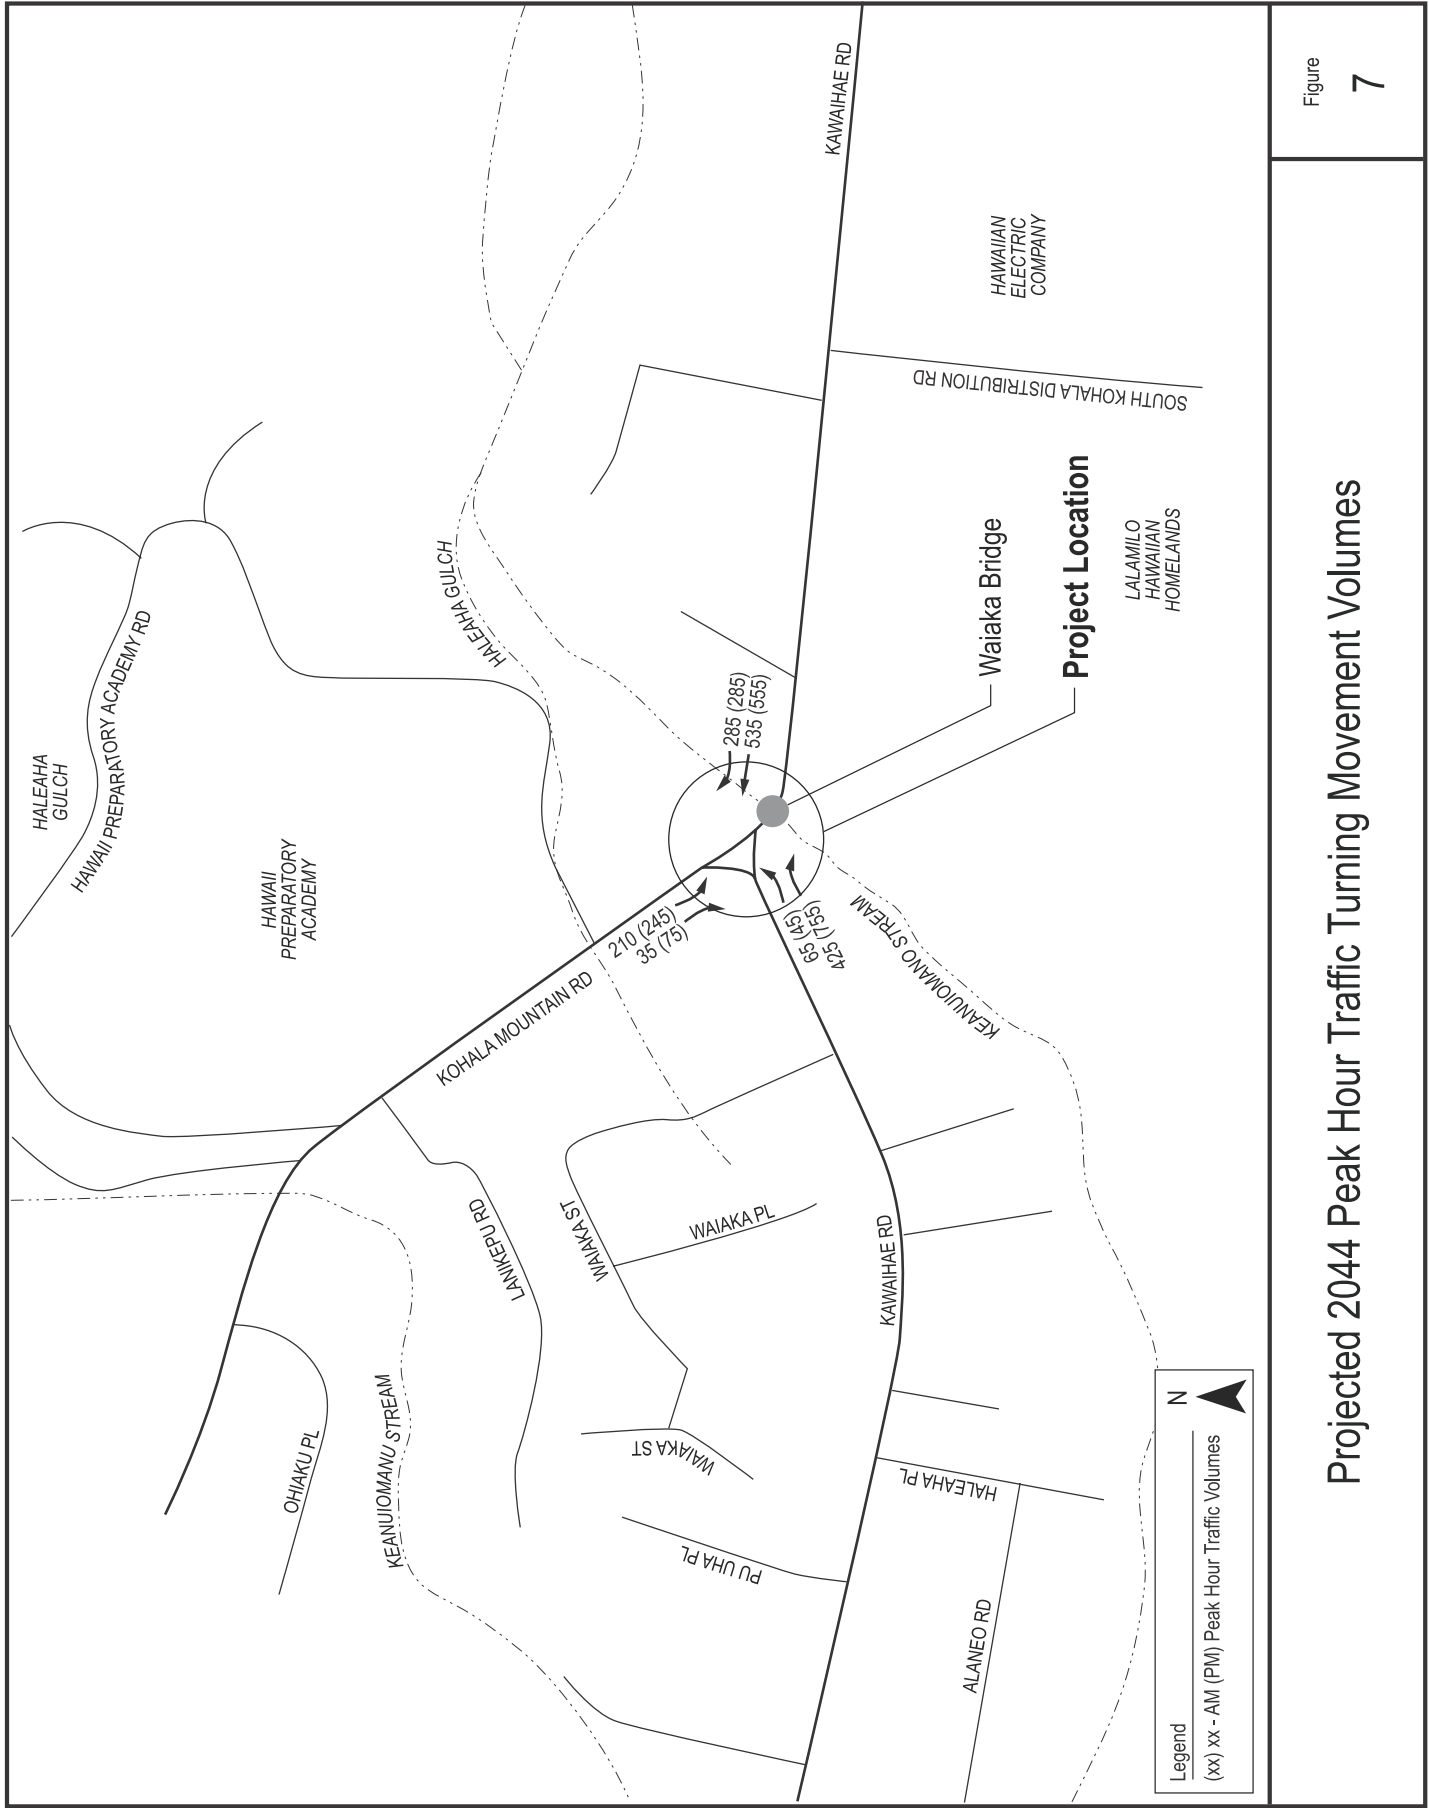 HALEAHA
GULCH
HAWAII PREPARATORY ACADEMY RD
HAWAII
PREPARATORY
ACADEMY
HALEAHA GULCH
KAWAIHAE RD
OHIAKU PL
KEANUIOMANU STREAM
LANIKEPU RD
KOHALA MOUNTAIN RD
210 (245)
35 (75)
285 (285)
535 (555)
65 (45)
425 (755)
WAIAKA ST
WAIAKA PL
WAIAKA ST
PU UHA PL
KAWAIHAE RD
KEANUIOMANO STREAM
HALEAHA PL
ALANEO RD
SOUTH KOHALA DISTRIBUTION RD
HAWAIIAN
ELECTRIC
COMPANY
Waiaka Bridge
Project Location
LALAMILO
HAWAIIAN
HOMELANDS
Legend
(xx) xx - AM (PM) Peak Hour Traffic Volumes
N
Projected 2044 Peak Hour Traffic Turning Movement Volumes
Figure
7